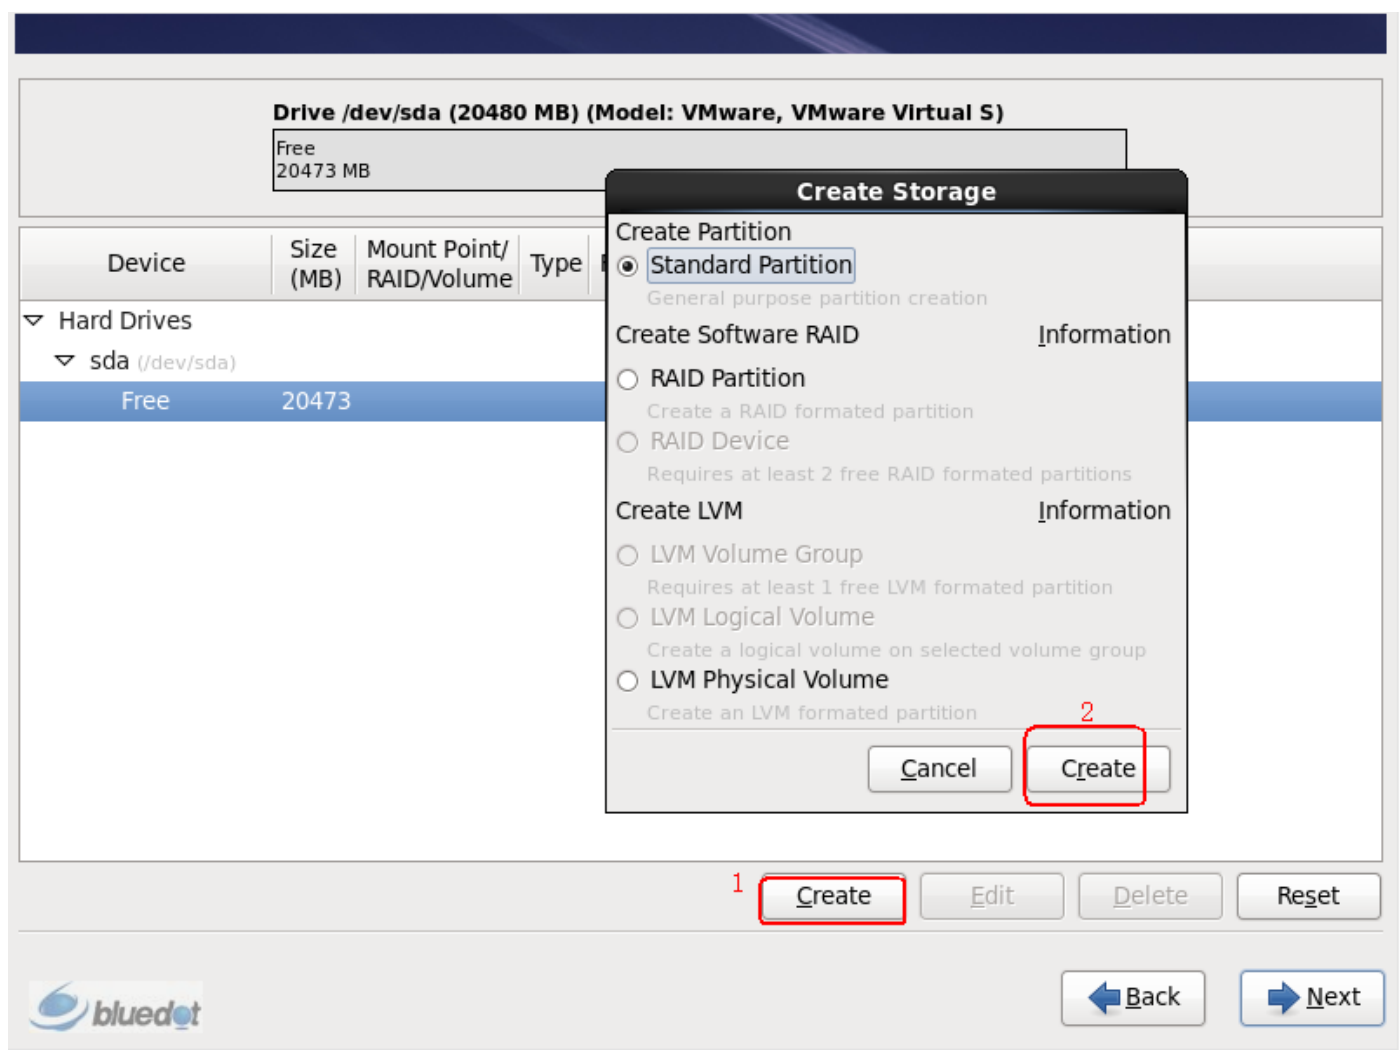 Drive /dev/sda (20480 MB) (Model: VMware, VMware Virtual S)
Free
20473 MB
Device
Size (MB)
Mount Point/ RAID/Volume
Type
Hard Drives
sda (/dev/sda)
Free 20473
Create Storage
Create Partition
Standard Partition
General purpose partition creation
Create Software RAID Information
RAID Partition
Create a RAID formated partition
RAID Device
Requires at least 2 free RAID formated partitions
Create LVM Information
LVM Volume Group
Requires at least 1 free LVM formated partition
LVM Logical Volume
Create a logical volume on selected volume group
LVM Physical Volume
Create an LVM formated partition
2
Cancel Create
1
Create Edit Delete Reset
bluedot
Back Next